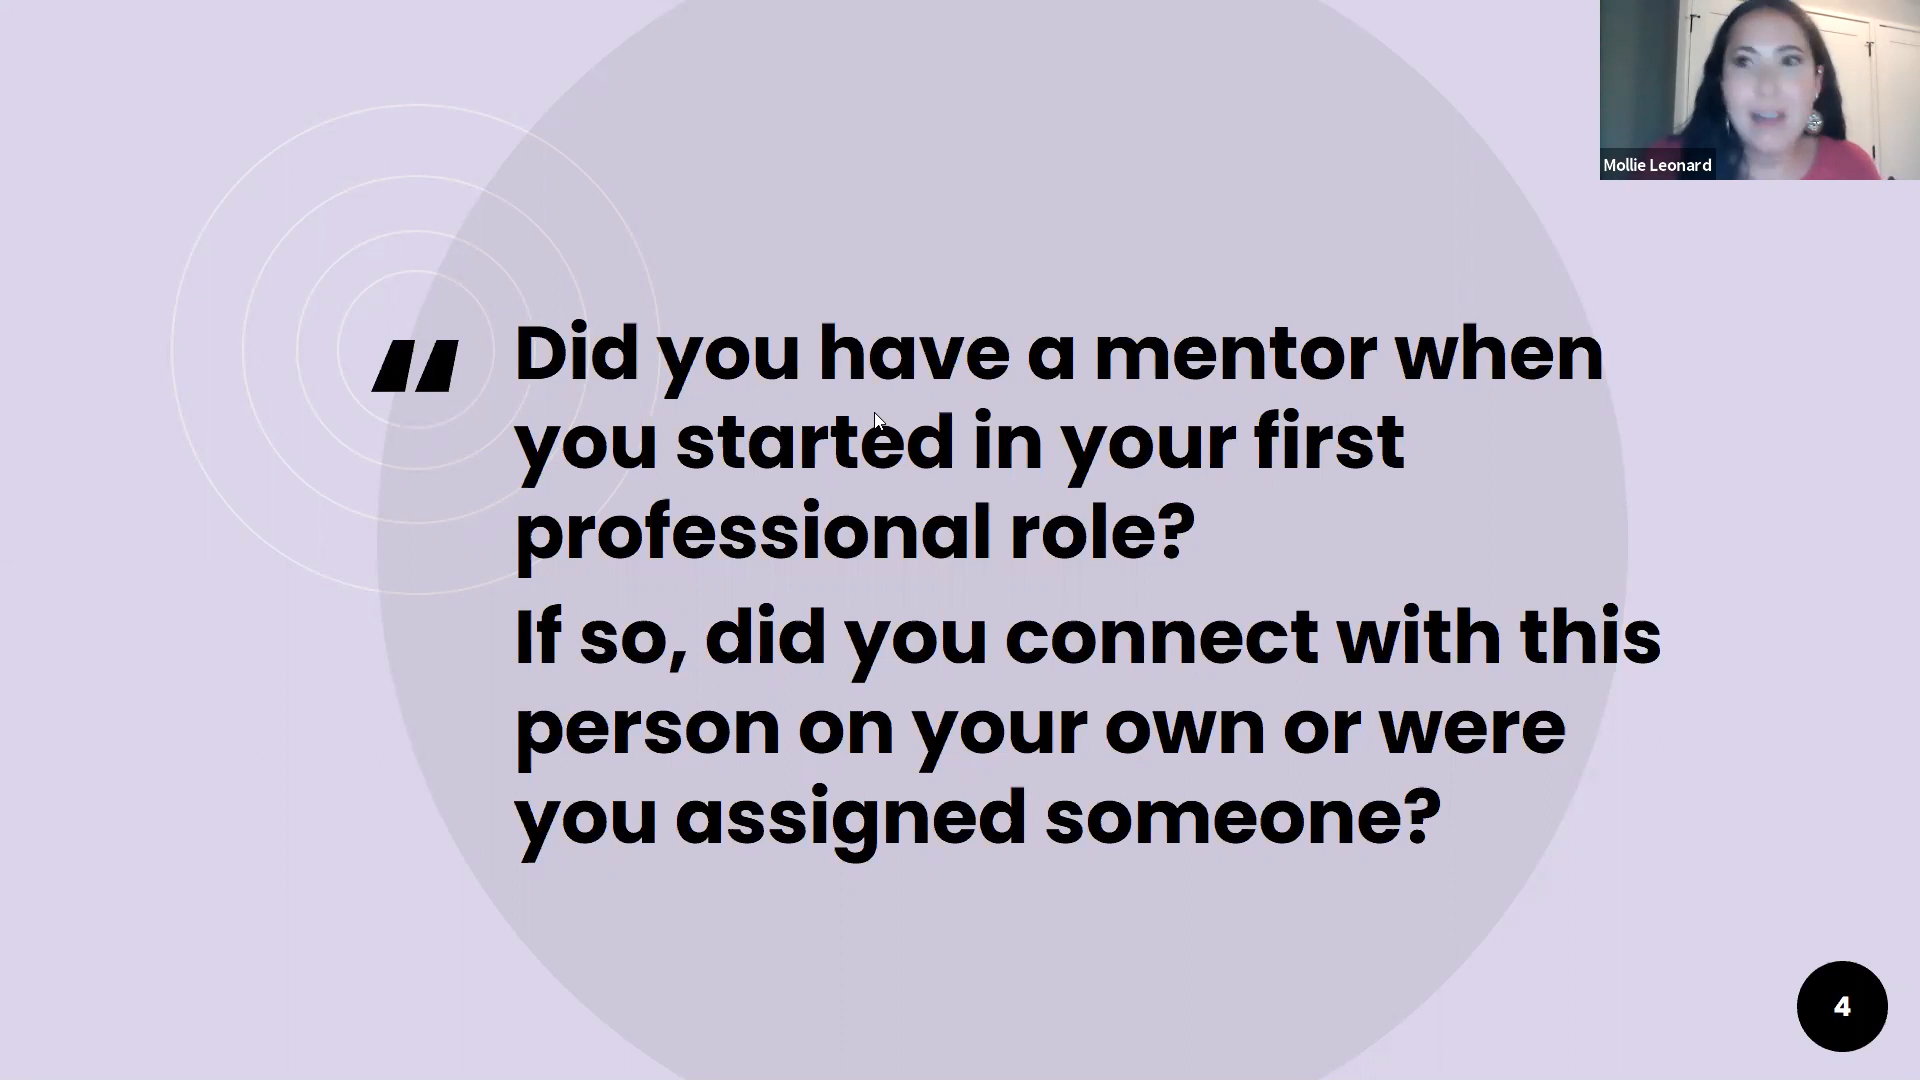 Mollie Leonard
“ Did you have a mentor when
you started in your first
professional role?
If so, did you connect with this
person on your own or were
you assigned someone?
4